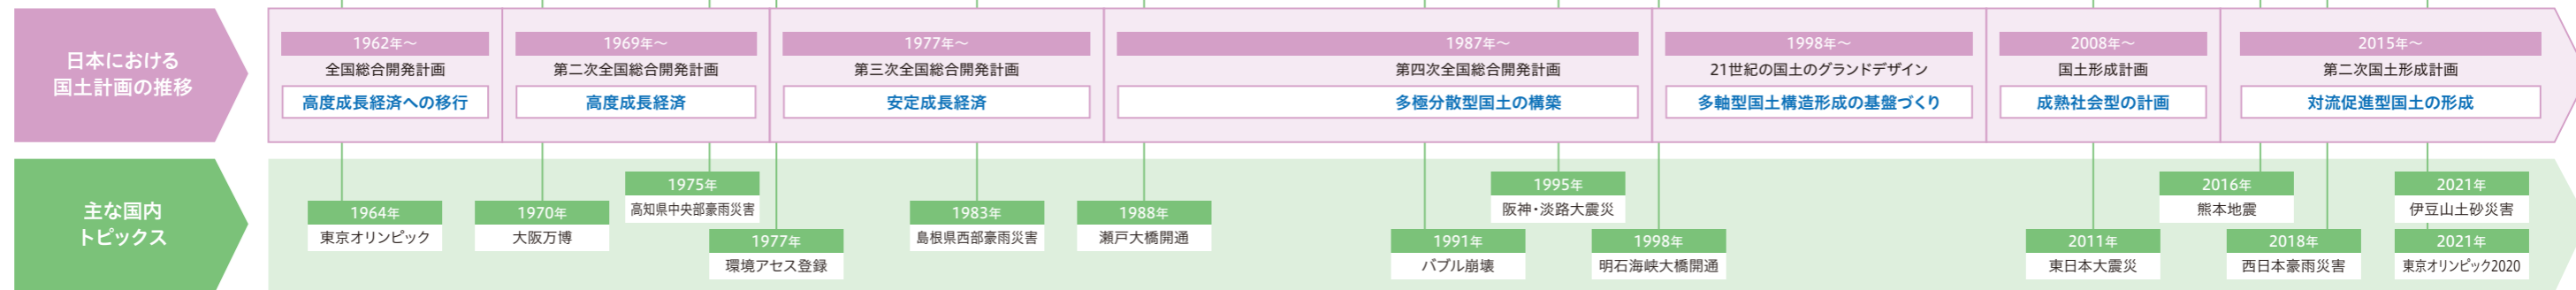 日本における
国土計画の推移
1962年～
全国総合開発計画
高度成長経済への移行
1969年～
第二次全国総合開発計画
高度成長経済
1977年～
第三次全国総合開発計画
安定成長経済
1987年～
第四次全国総合開発計画
多極分散型国土の構築
1998年～
21世紀の国土のグランドデザイン
多軸型国土構造形成の基盤づくり
2008年～
国土形成計画
成熟社会型の計画
2015年～
第二次国土形成計画
対流促進型国土の形成
主な国内
トピックス
1964年
東京オリンピック
1970年
大阪万博
1975年
高知県中央部豪雨災害
1977年
環境アセス登録
1983年
島根県西部豪雨災害
1988年
瀬戸大橋開通
1991年
バブル崩壊
1995年
阪神・淡路大震災
1998年
明石海峡大橋開通
2011年
東日本大震災
2016年
熊本地震
2018年
西日本豪雨災害
2021年
伊豆山土砂災害
2021年
東京オリンピック2020